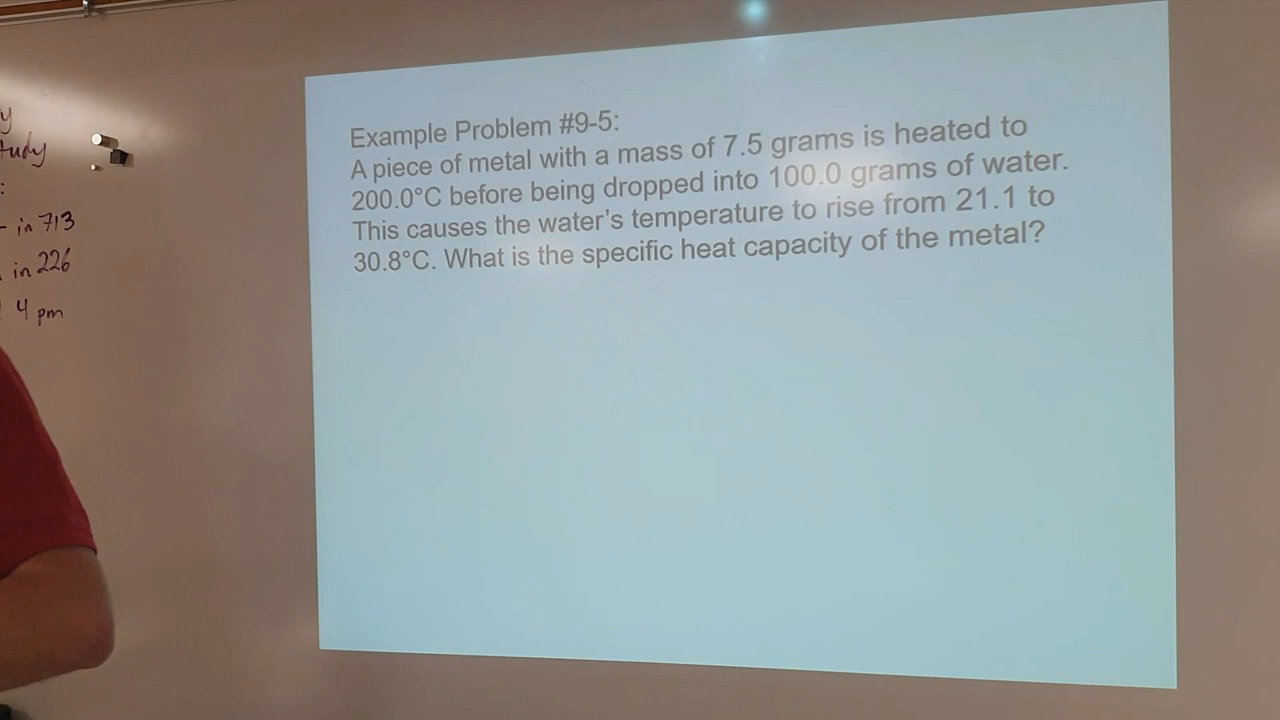 in 713
in 226
4 pm
Example Problem #9-5:
A piece of metal with a mass of 7.5 grams is heated to
200.0°C before being dropped into 100.0 grams of water.
This causes the water's temperature to rise from 21.1 to
30.8°C. What is the specific heat capacity of the metal?